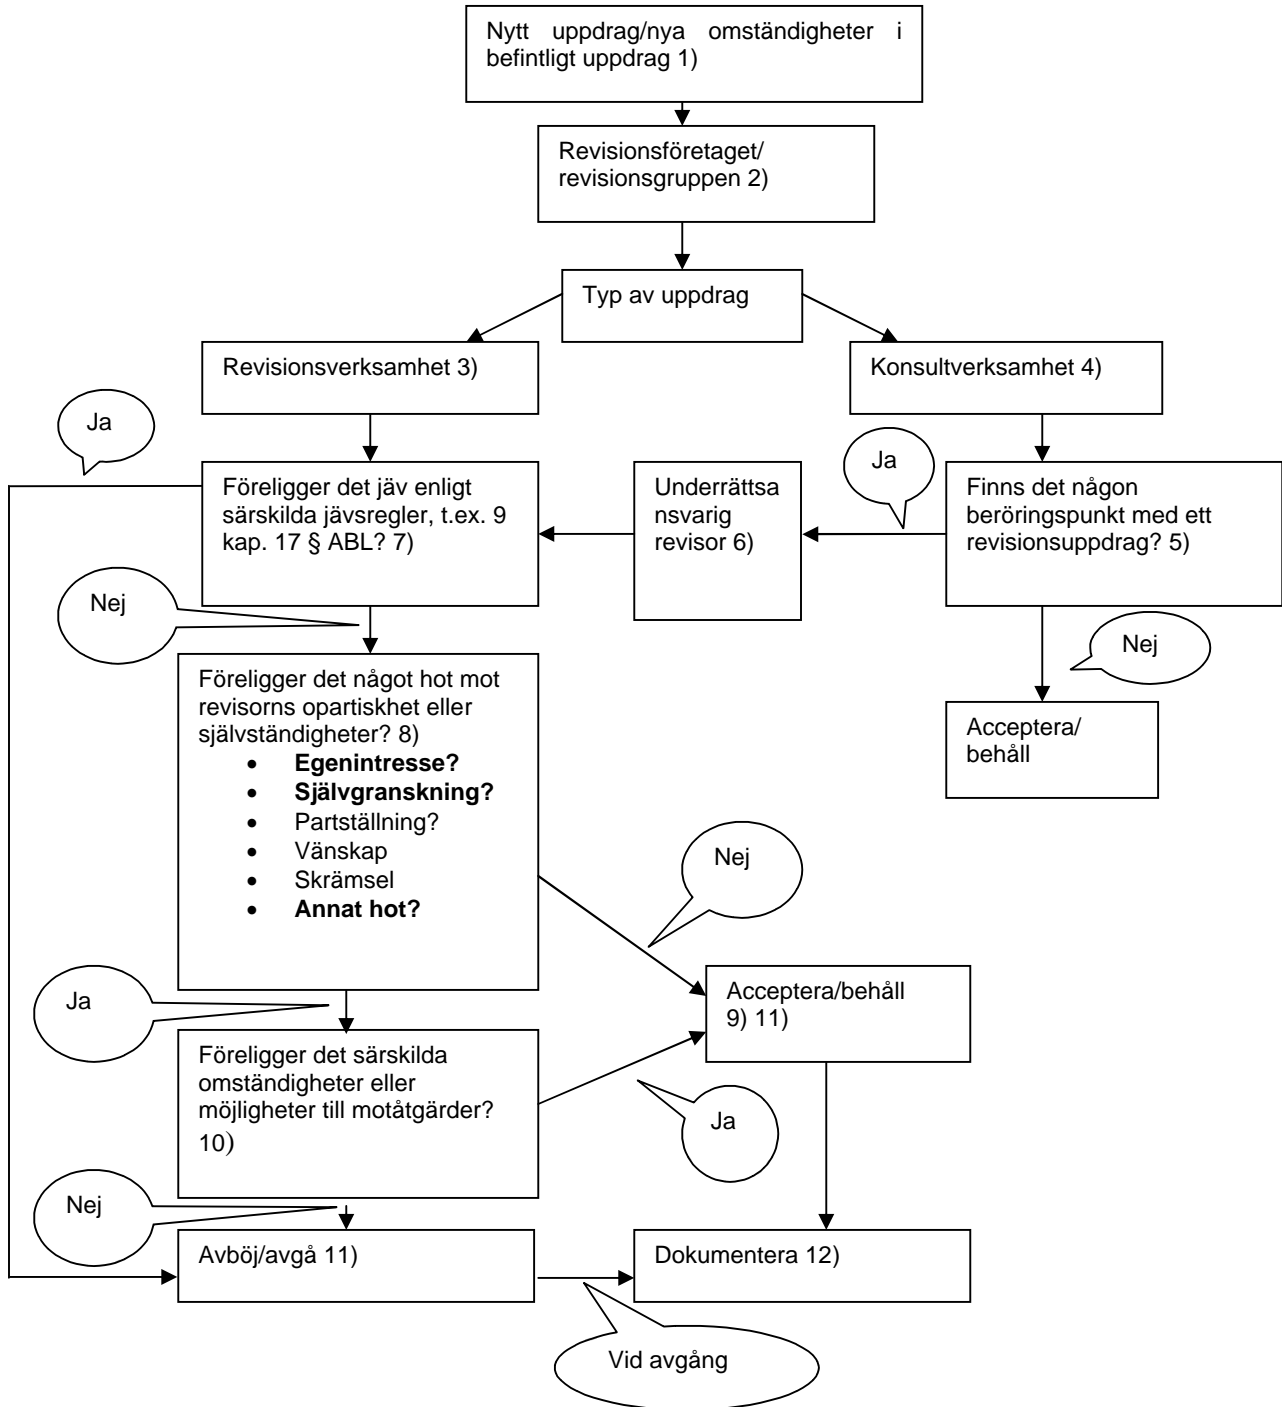 Nytt uppdrag/nya omständigheter i
befintligt uppdrag 1)
Revisionsföretaget/
revisionsgruppen 2)
Typ av uppdrag
Revisionsverksamhet 3)
Konsultverksamhet 4)
Ja
Föreligger det jäv enligt
särskilda jävsregler, t.ex. 9
kap. 17 § ABL? 7)
Underrättsa
nsvarig
revisor 6)
Ja
Finns det någon
beröringspunkt med ett
revisionsuppdrag? 5)
Nej
Nej
Acceptera/
behåll
Föreligger det något hot mot
revisorns opartiskhet eller
självständigheter? 8)
• Egenintresse?
• Självgranskning?
• Partställning?
• Vänskap
• Skrämsel
• Annat hot?
Nej
Ja
Acceptera/behåll
9) 11)
Föreligger det särskilda
omständigheter eller
möjligheter till motåtgärder?
10)
Ja
Nej
Avböj/avgå 11)
Dokumentera 12)
Vid avgång